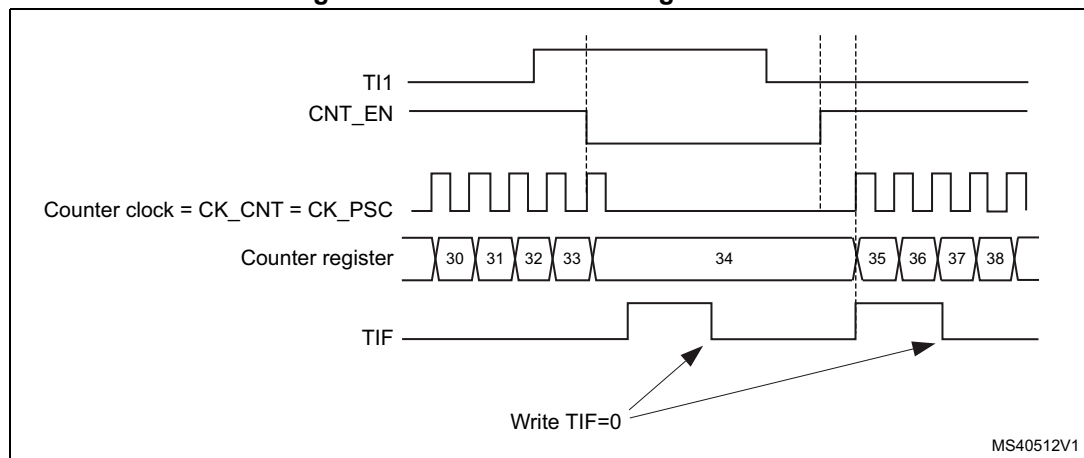 TI1
CNT_EN
Counter clock = CK_CNT = CK_PSC
Counter register 30 31 32 33 34 35 36 37 38
TIF
Write TIF=0
MS40512V1